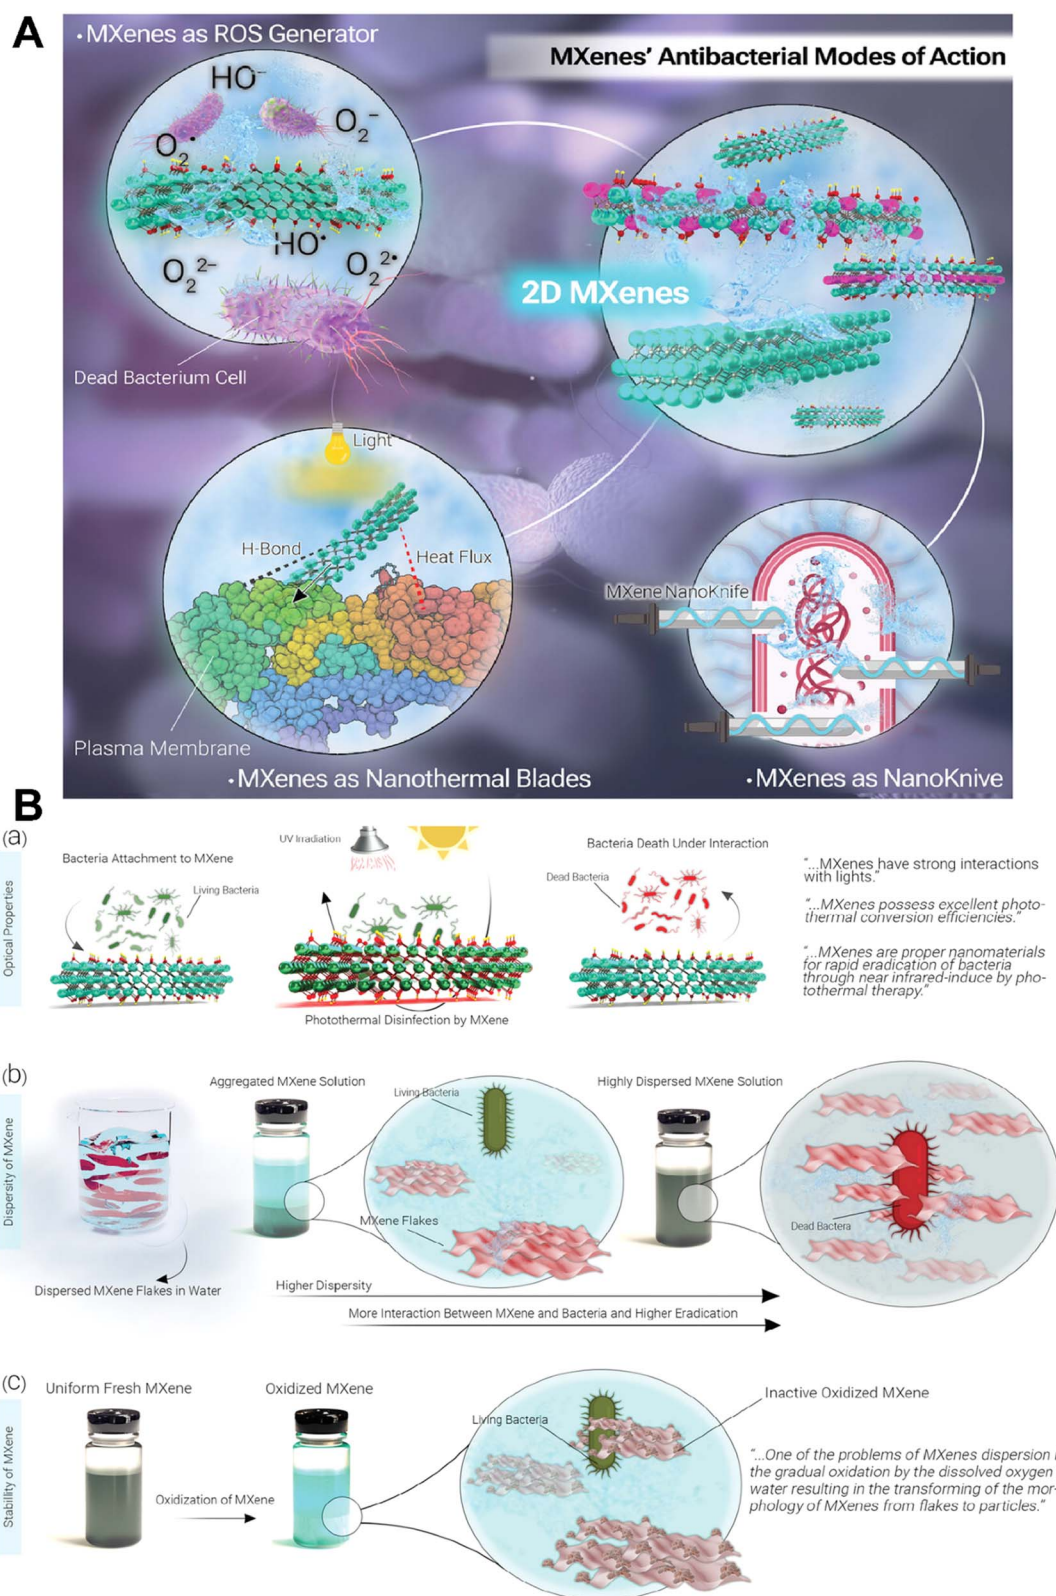 A
• MXenes as ROS Generator
MXenes' Antibacterial Modes of Action
HO⁻
O₂⁻
O₂•
HO•
O₂²⁻
O₂²•
Dead Bacterium Cell
2D MXenes
Light
H-Bond
Heat Flux
Plasma Membrane
• MXenes as Nanothermal Blades
MXene NanoKnife
• MXenes as NanoKnive
B
(a)
Optical Properties
Bacteria Attachment to MXene
Living Bacteria
UV Irradiation
Photothermal Disinfection by MXene
Bacteria Death Under Interaction
Dead Bacteria
"...MXenes have strong interactions
with lights."
"...MXenes possess excellent photo-
thermal conversion efficiencies."
"...MXenes are proper nanomaterials
for rapid eradication of bacteria
through near infrared-induce by pho-
tothermal therapy."
(b)
Dispersity of MXene
Dispersed MXene Flakes in Water
Aggregated MXene Solution
Living Bacteria
MXene Flakes
Highly Dispersed MXene Solution
Dead Bactera
Higher Dispersity
More Interaction Between MXene and Bacteria and Higher Eradication
(c)
Stability of MXene
Uniform Fresh MXene
Oxidized MXene
Oxidization of MXene
Living Bacteria
Inactive Oxidized MXene
"...One of the problems of MXenes dispersion
the gradual oxidation by the dissolved oxygen
water resulting in the transforming of the mor-
phology of MXenes from flakes to particles."